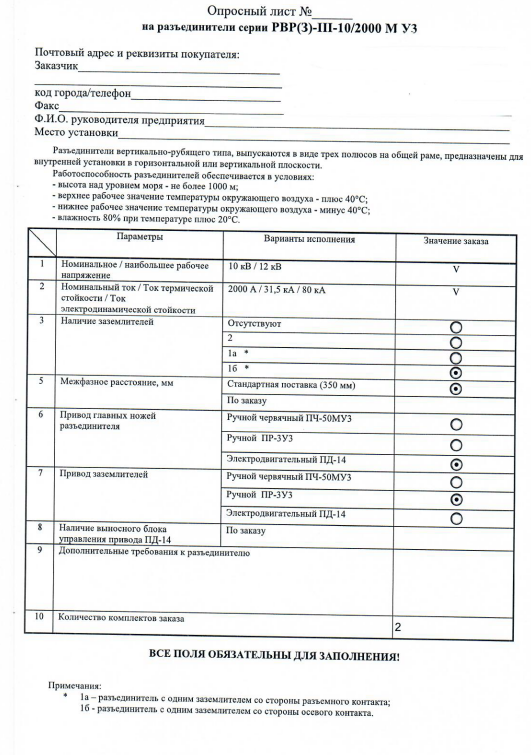 Опросный лист №______
на разъединители серии РВР(З)-III-10/2000 М УЗ
Почтовый адрес и реквизиты покупателя:
Заказчик
код города/телефон
Факс
Ф.И.О. руководителя предприятия
Место установки
Разъединители вертикально-рубящего типа, выпускаются в виде трех полюсов на общей раме, предназначены для
внутренней установки в горизонтальной или вертикальной плоскости.
Работоспособность разъединителей обеспечивается в условиях:
- высота над уровнем моря - не более 1000 м;
- верхнее рабочее значение температуры окружающего воздуха - плюс 40°С;
- нижнее рабочее значение температуры окружающего воздуха - минус 40°С;
- влажность 80% при температуре плюс 20°С.
Параметры Варианты исполнения Значение заказа
1 Номинальное / наибольшее рабочее 10 кВ / 12 кВ V
напряжение
2 Номинальный ток / Ток термической 2000 А / 31,5 кА / 80 кА V
стойкости / Ток
электродинамической стойкости
3 Наличие заземлителей Отсутствуют
2
1а *
1б *
5 Межфазное расстояние, мм Стандартная поставка (350 мм)
По заказу
6 Привод главных ножей Ручной червячный ПЧ-50МУЗ
разъединителя
Ручной ПР-3УЗ
Электродвигательный ПД-14
7 Привод заземлителей Ручной червячный ПЧ-50МУЗ
Ручной ПР-3УЗ
Электродвигательный ПД-14
8 Наличие выносного блока По заказу
управления привода ПД-14
9 Дополнительные требования к разъединителю
10 Количество комплектов заказа 2
ВСЕ ПОЛЯ ОБЯЗАТЕЛЬНЫ ДЛЯ ЗАПОЛНЕНИЯ!
Примечания:
* 1а – разъединитель с одним заземлителем со стороны разъемного контакта;
1б - разъединитель с одним заземлителем со стороны осевого контакта.